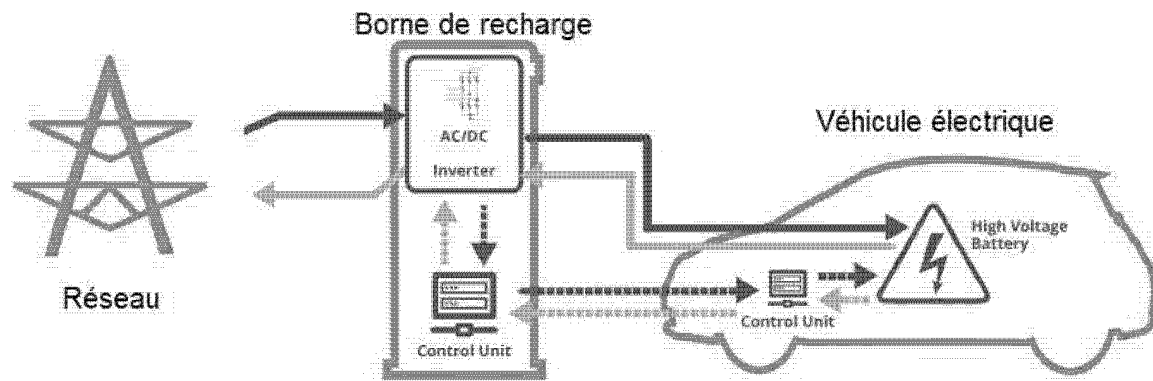 Borne de recharge
AC/DC
Inverter
Véhicule électrique
High Voltage
Battery
Réseau
Control Unit
Control Unit